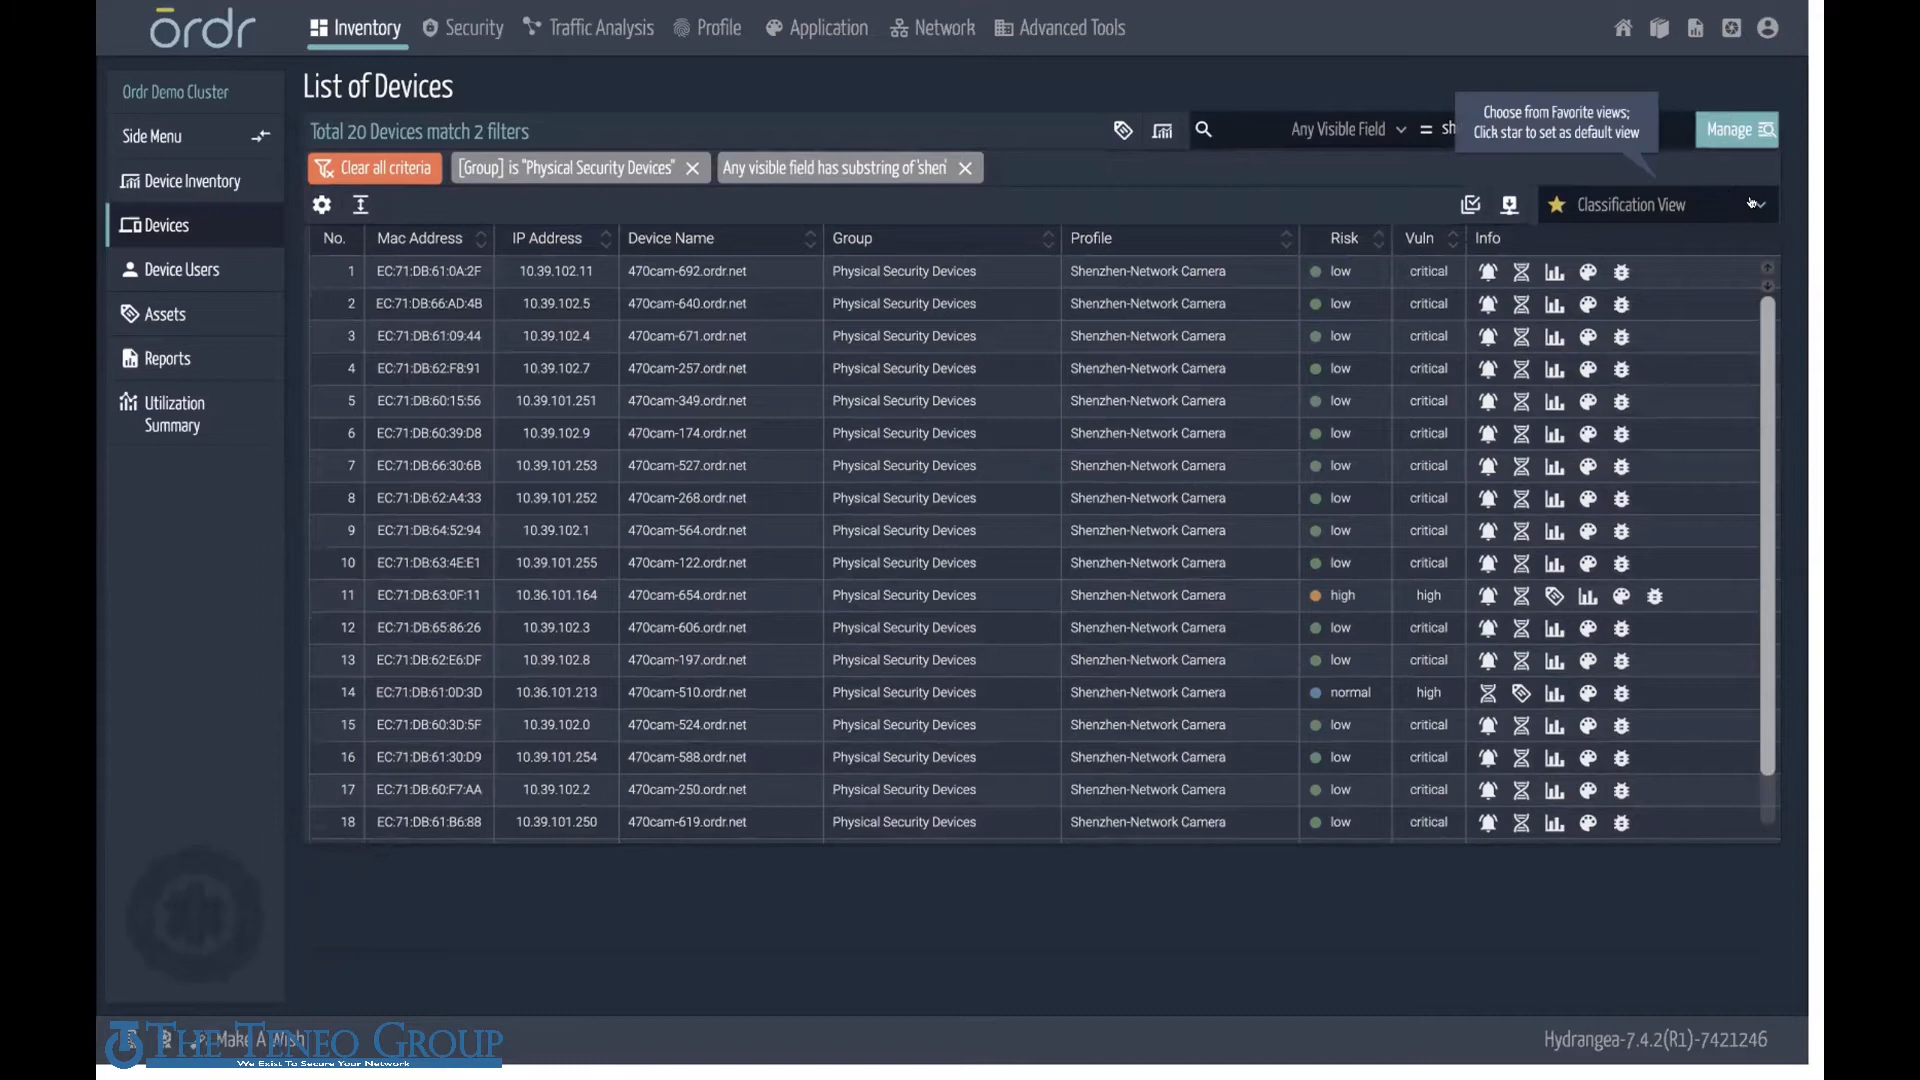 ordr
Inventory Security Traffic Analysis Profile Application Network Advanced Tools
Ordr Demo Cluster
Side Menu
Device Inventory
Devices
Device Users
Assets
Reports
Utilization
Summary
List of Devices
Total 20 Devices match 2 filters
Any Visible Field = sh
Choose from Favorite views;
Click star to set as default view
Manage
Clear all criteria [Group] is "Physical Security Devices" Any visible field has substring of 'shen'
Classification View
No. Mac Address IP Address Device Name Group Profile Risk Vuln Info
1 EC:71:DB:61:0A:2F 10.39.102.11 470cam-692.ordr.net Physical Security Devices Shenzhen-Network Camera low critical
2 EC:71:DB:66:AD:4B 10.39.102.5 470cam-640.ordr.net Physical Security Devices Shenzhen-Network Camera low critical
3 EC:71:DB:61:09:44 10.39.102.4 470cam-671.ordr.net Physical Security Devices Shenzhen-Network Camera low critical
4 EC:71:DB:62:F8:91 10.39.102.7 470cam-257.ordr.net Physical Security Devices Shenzhen-Network Camera low critical
5 EC:71:DB:60:15:56 10.39.101.251 470cam-349.ordr.net Physical Security Devices Shenzhen-Network Camera low critical
6 EC:71:DB:60:39:D8 10.39.102.9 470cam-174.ordr.net Physical Security Devices Shenzhen-Network Camera low critical
7 EC:71:DB:66:30:6B 10.39.101.253 470cam-527.ordr.net Physical Security Devices Shenzhen-Network Camera low critical
8 EC:71:DB:62:A4:33 10.39.101.252 470cam-268.ordr.net Physical Security Devices Shenzhen-Network Camera low critical
9 EC:71:DB:64:52:94 10.39.102.1 470cam-564.ordr.net Physical Security Devices Shenzhen-Network Camera low critical
10 EC:71:DB:63:4E:E1 10.39.101.255 470cam-122.ordr.net Physical Security Devices Shenzhen-Network Camera low critical
11 EC:71:DB:63:0F:11 10.36.101.164 470cam-654.ordr.net Physical Security Devices Shenzhen-Network Camera high high
12 EC:71:DB:65:86:26 10.39.102.3 470cam-606.ordr.net Physical Security Devices Shenzhen-Network Camera low critical
13 EC:71:DB:62:E6:DF 10.39.102.8 470cam-197.ordr.net Physical Security Devices Shenzhen-Network Camera low critical
14 EC:71:DB:61:0D:3D 10.36.101.213 470cam-510.ordr.net Physical Security Devices Shenzhen-Network Camera normal high
15 EC:71:DB:60:3D:5F 10.39.102.0 470cam-524.ordr.net Physical Security Devices Shenzhen-Network Camera low critical
16 EC:71:DB:61:30:D9 10.39.101.254 470cam-588.ordr.net Physical Security Devices Shenzhen-Network Camera low critical
17 EC:71:DB:60:F7:AA 10.39.102.2 470cam-250.ordr.net Physical Security Devices Shenzhen-Network Camera low critical
18 EC:71:DB:61:B6:88 10.39.101.250 470cam-619.ordr.net Physical Security Devices Shenzhen-Network Camera low critical
Make A Wish
THE TENEO GROUP
We Exist To Secure Your Network
Hydrangea-7.4.2(R1)-7421246